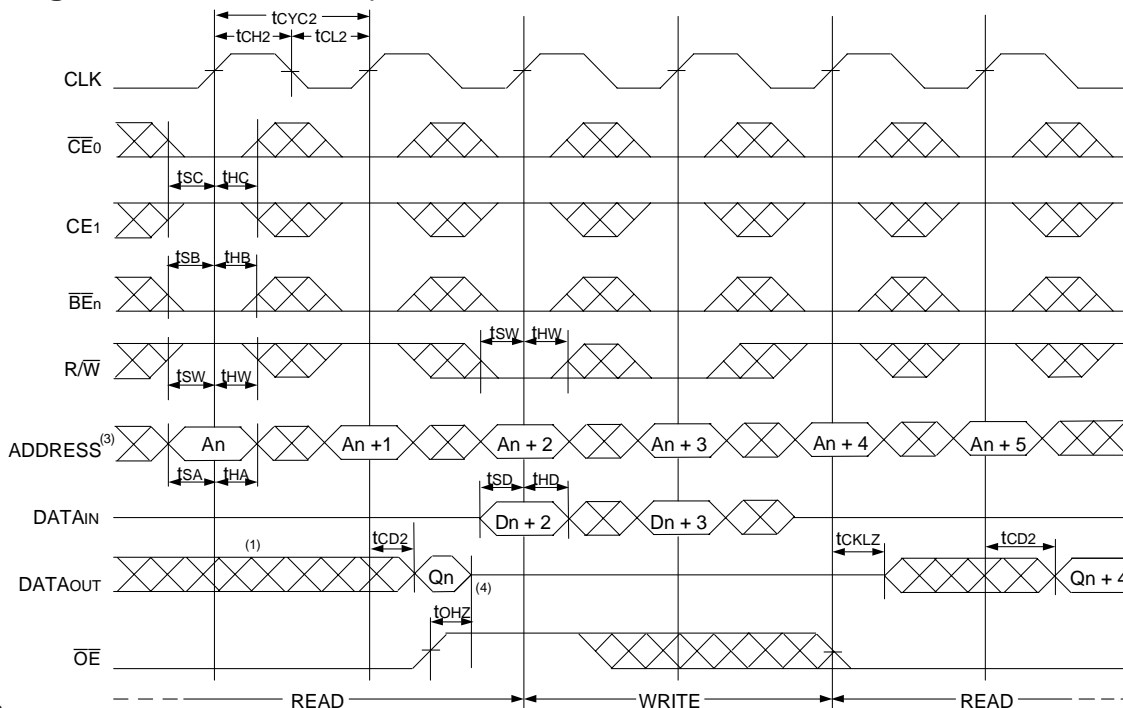 tCYC2
tCH2 tCL2
CLK
CE0
tSC tHC
CE1
tSB tHB
BEn
tSW tHW
R/W
tSW tHW
ADDRESS(3) An An +1 An + 2 An + 3 An + 4 An + 5
tSA tHA
tSD tHD
DATAIN Dn + 2 Dn + 3
tCD2 tCKLZ tCD2
(1)
DATAOUT Qn Qn + 4
(4)
tOHZ
OE
READ WRITE READ